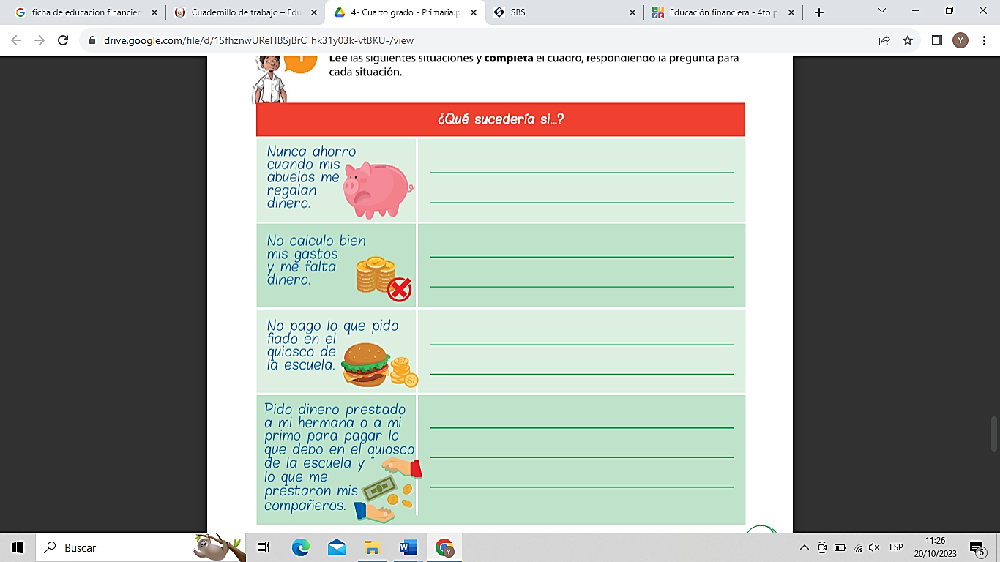 ficha de educacion financier
Cuadernillo de trabajo – Edu
4- Cuarto grado - Primaria.p
SBS
Educación financiera - 4to p
drive.google.com/file/d/1SfhznwUReHBSjBrC_hk31y03k-vtBKU-/view
Y
Lee las siguientes situaciones y completa el cuadro, respondiendo la pregunta para
cada situación.
¿Qué sucedería si...?
Nunca ahorro
cuando mis
abuelos me
regalan
dinero.
No calculo bien
mis gastos
y me falta
dinero.
No pago lo que pido
fiado en el
quiosco de
la escuela.
S/
Pido dinero prestado
a mi hermana o a mi
primo para pagar lo
que debo en el quiosco
de la escuela y
lo que me
prestaron mis
compañeros.
Buscar
ESP
11:26
20/10/2023
6